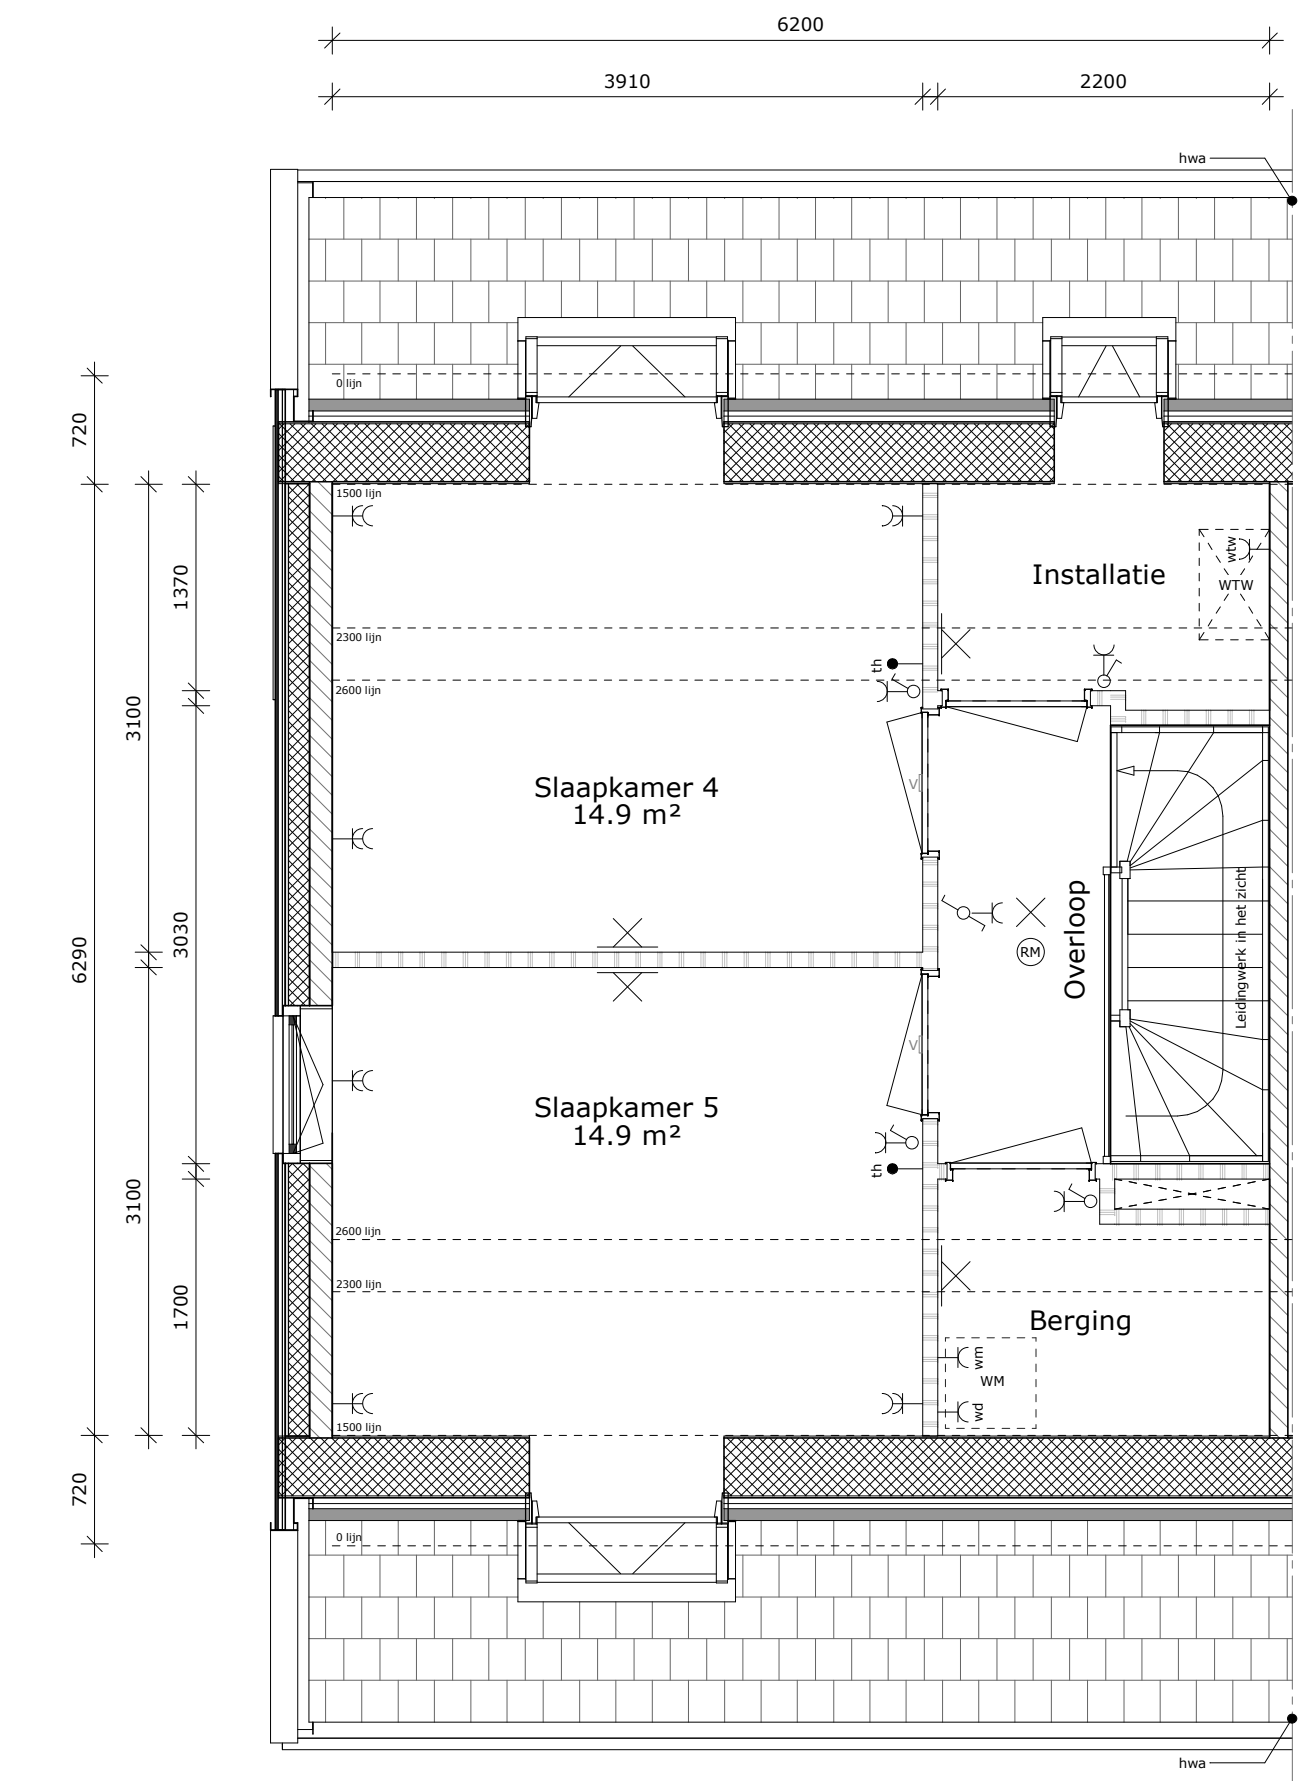 6200
3910
2200
hwa
0 lijn
720
1500 lijn
1370
Installatie
wtw
WTW
2300 lijn
th
2600 lijn
3100
Slaapkamer 4
14.9 m²
V
Overloop
RM
Leidingwerk in het zicht
3030
6290
V
Slaapkamer 5
14.9 m²
th
3100
2600 lijn
2300 lijn
1700
Berging
wm
WM
wd
1500 lijn
720
0 lijn
hwa